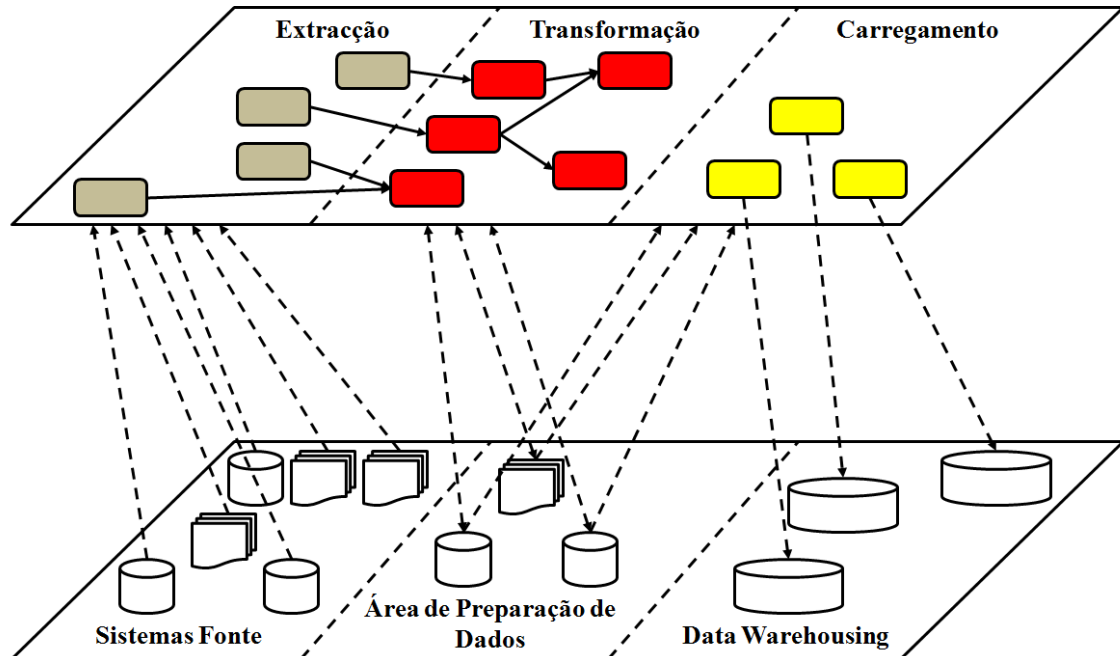 Extracção
Transformação
Carregamento
Sistemas Fonte
Área de Preparação de
Dados
Data Warehousing